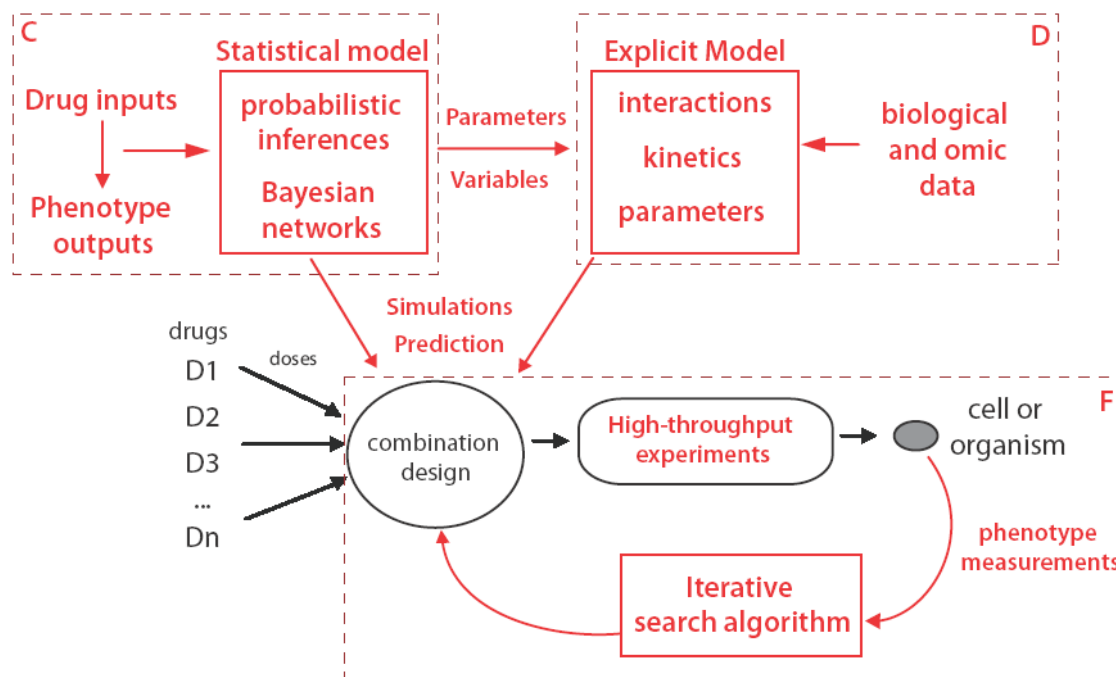 C
Statistical model
Drug inputs
Phenotype
outputs
probabilistic
inferences
Bayesian
networks
Parameters
Variables
Explicit Model
D
interactions
kinetics
parameters
biological
and omic
data
Simulations
Prediction
drugs
doses
D1
D2
D3
...
Dn
F
combination
design
High-throughput
experiments
cell or
organism
phenotype
measurements
Iterative
search algorithm